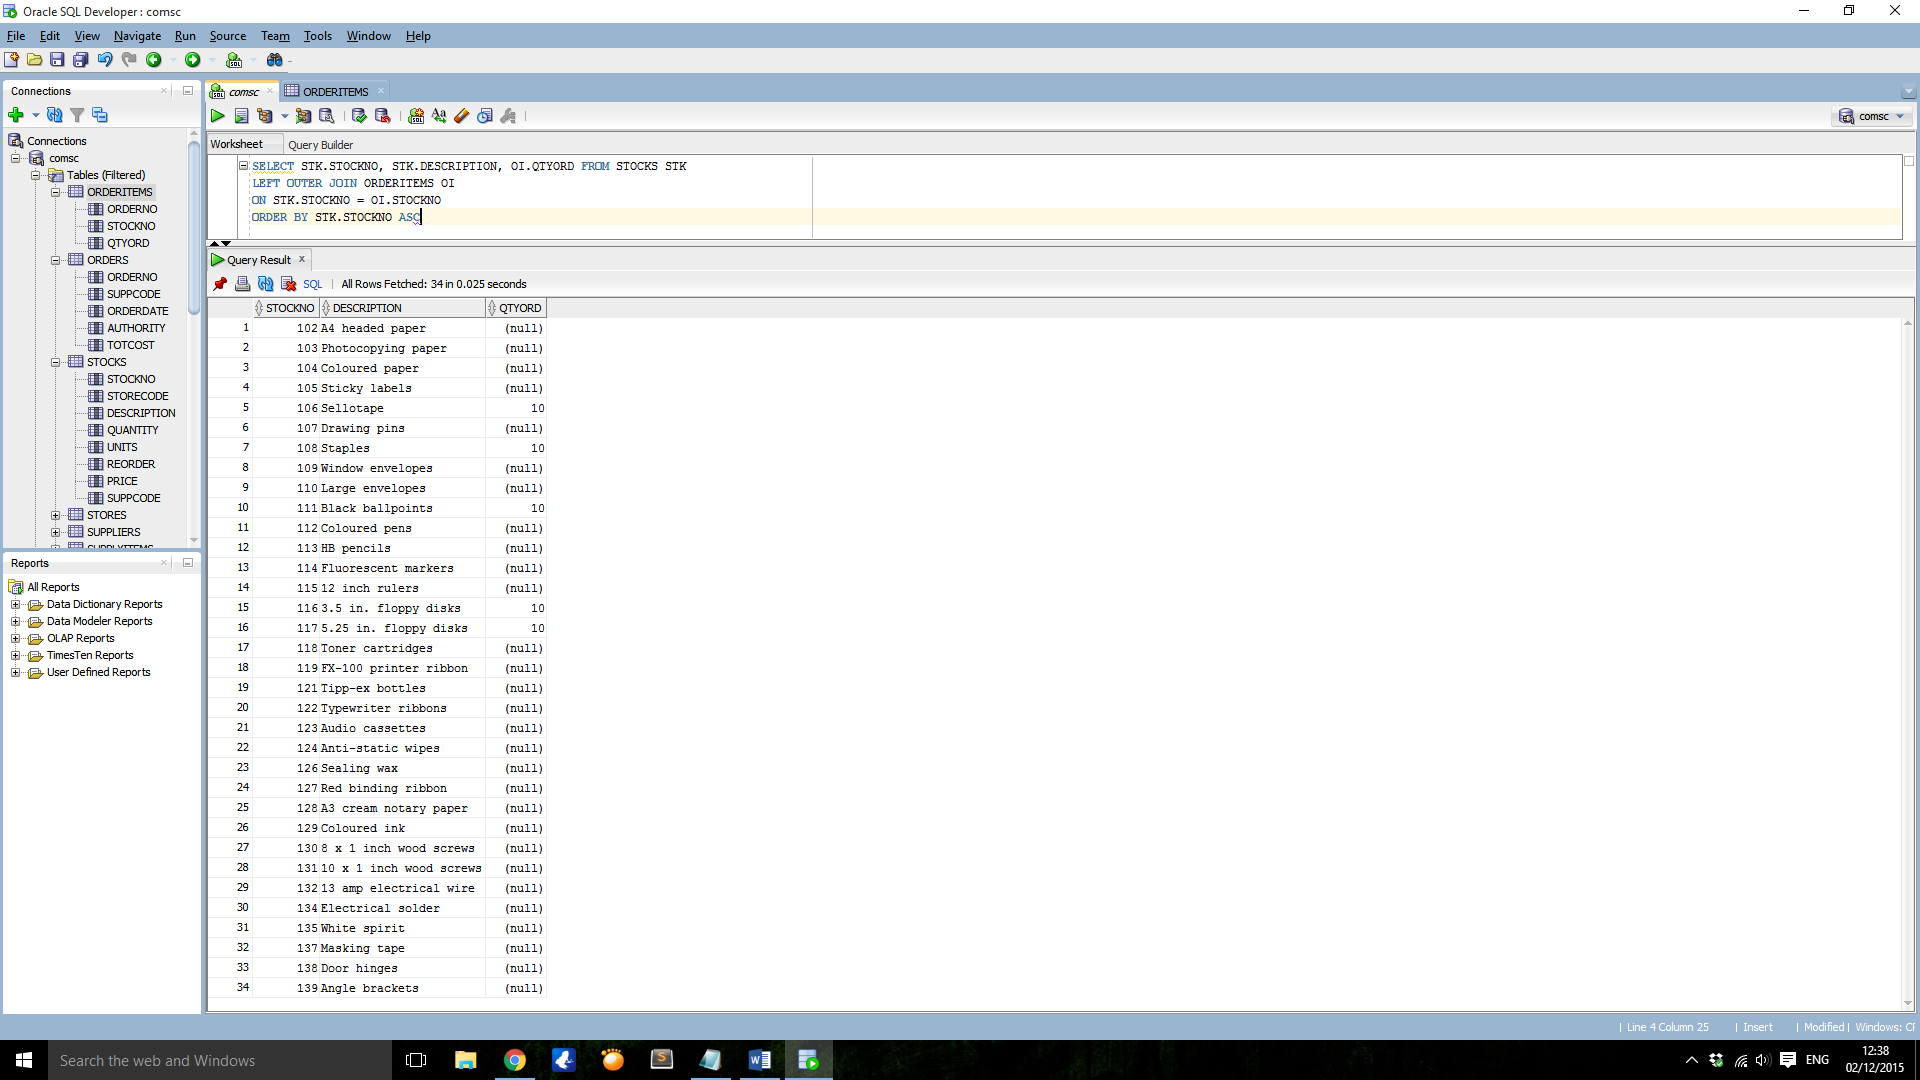 Oracle SQL Developer : comsc
File Edit View Navigate Run Source Team Tools Window Help
Connections
Connections
comsc
Tables (Filtered)
ORDERITEMS
ORDERNO
STOCKNO
QTYORD
ORDERS
ORDERNO
SUPPCODE
ORDERDATE
AUTHORITY
TOTCOST
STOCKS
STOCKNO
STORECODE
DESCRIPTION
QUANTITY
UNITS
REORDER
PRICE
SUPPCODE
STORES
SUPPLIERS
SUPPLYITEMS
Reports
All Reports
Data Dictionary Reports
Data Modeler Reports
OLAP Reports
TimesTen Reports
User Defined Reports
comsc ORDERITEMS
comsc
Worksheet Query Builder
SELECT STK.STOCKNO, STK.DESCRIPTION, OI.QTYORD FROM STOCKS STK
LEFT OUTER JOIN ORDERITEMS OI
ON STK.STOCKNO = OI.STOCKNO
ORDER BY STK.STOCKNO ASC
Query Result
SQL All Rows Fetched: 34 in 0.025 seconds
STOCKNO DESCRIPTION QTYORD
1 102 A4 headed paper (null)
2 103 Photocopying paper (null)
3 104 Coloured paper (null)
4 105 Sticky labels (null)
5 106 Sellotape 10
6 107 Drawing pins (null)
7 108 Staples 10
8 109 Window envelopes (null)
9 110 Large envelopes (null)
10 111 Black ballpoints 10
11 112 Coloured pens (null)
12 113 HB pencils (null)
13 114 Fluorescent markers (null)
14 115 12 inch rulers (null)
15 116 3.5 in. floppy disks 10
16 117 5.25 in. floppy disks 10
17 118 Toner cartridges (null)
18 119 FX-100 printer ribbon (null)
19 121 Tipp-ex bottles (null)
20 122 Typewriter ribbons (null)
21 123 Audio cassettes (null)
22 124 Anti-static wipes (null)
23 126 Sealing wax (null)
24 127 Red binding ribbon (null)
25 128 A3 cream notary paper (null)
26 129 Coloured ink (null)
27 130 8 x 1 inch wood screws (null)
28 131 10 x 1 inch wood screws (null)
29 132 13 amp electrical wire (null)
30 134 Electrical solder (null)
31 135 White spirit (null)
32 137 Masking tape (null)
33 138 Door hinges (null)
34 139 Angle brackets (null)
Line 4 Column 25 Insert Modified Windows: CF
Search the web and Windows
ENG
12:38
02/12/2015